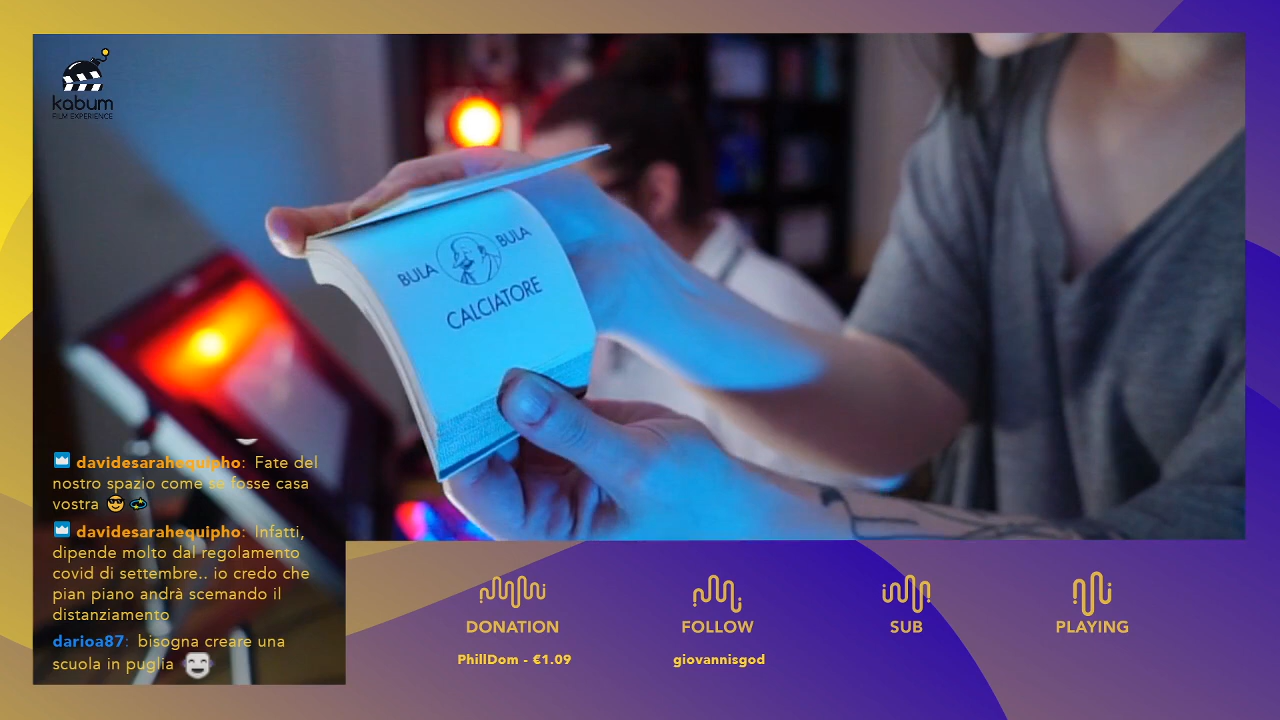 kabum
FILM EXPERIENCE
BULA BULA
CALCIATORE
davidesarahequipho: Fate del
nostro spazio come se fosse casa
vostra
davidesarahequipho: Infatti,
dipende molto dal regolamento
covid di settembre.. io credo che
pian piano andrà scemando il
distanziamento
darioa87: bisogna creare una
scuola in puglia
DONATION
FOLLOW
SUB
PLAYING
PhillDom - €1.09
giovannisgod